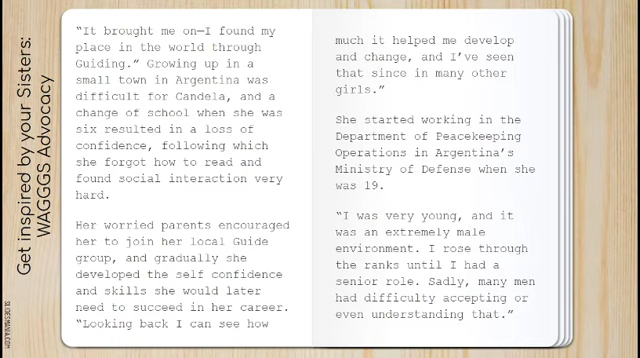 Get inspired by your Sisters:
WAGGGS Advocacy
“It brought me on—I found my
place in the world through
Guiding.” Growing up in a
small town in Argentina was
difficult for Candela, and a
change of school when she was
six resulted in a loss of
confidence, following which
she forgot how to read and
found social interaction very
hard.
Her worried parents encouraged
her to join her local Guide
group, and gradually she
developed the self confidence
and skills she would later
need to succeed in her career.
“Looking back I can see how
much it helped me develop
and change, and I’ve seen
that since in many other
girls.”
She started working in the
Department of Peacekeeping
Operations in Argentina’s
Ministry of Defense when she
was 19.
“I was very young, and it
was an extremely male
environment. I rose through
the ranks until I had a
senior role. Sadly, many men
had difficulty accepting or
even understanding that.”
SLIDESMANIA.COM